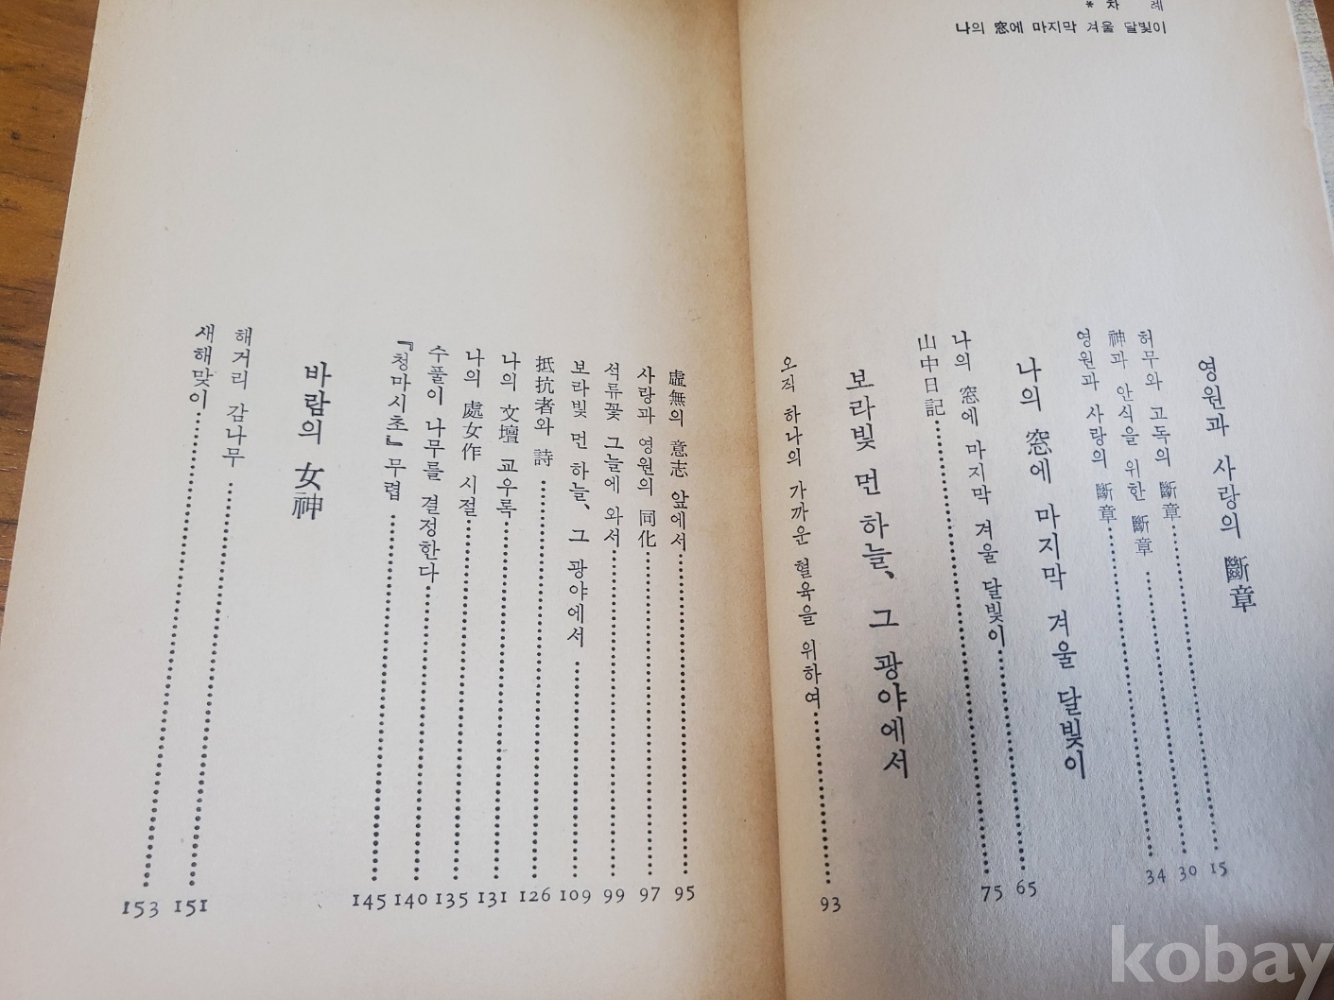 * 차 례
나의 窓에 마지막 겨울 달빛이
영원과 사랑의 斷章
허무와 고독의 斷章 ……… 15
神과 안식을 위한 斷章 ……… 30
영원과 사랑의 斷章 ……… 34
나의 窓에 마지막 겨울 달빛이
나의 窓에 마지막 겨울 달빛이 ……… 65
山中日記 ……… 75
보라빛 먼 하늘、그 광야에서
오직 하나의 가까운 혈육을 위하여 ……… 93
虛無의 意志 앞에서 ……… 95
사랑과 영원의 同化 ……… 97
석류꽃 그늘에 와서 ……… 99
보라빛 먼 하늘、그 광야에서 ……… 109
抵抗者와 詩 ……… 126
나의 文壇 교우록 ……… 131
나의 處女作 시절 ……… 135
수풀이 나무를 결정한다 ……… 140
『청마시초』 무렵 ……… 145
바람의 女神
해거리 감나무 ……… 151
새해맞이 ……… 153
kobay